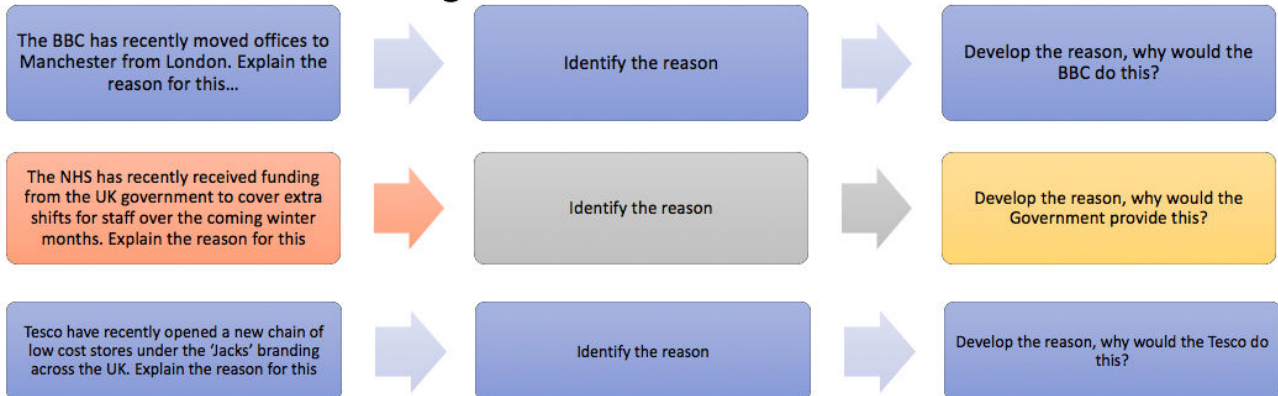 The BBC has recently moved offices to
Manchester from London. Explain the
reason for this...
Identify the reason
Develop the reason, why would the
BBC do this?
The NHS has recently received funding
from the UK government to cover extra
shifts for staff over the coming winter
months. Explain the reason for this
Identify the reason
Develop the reason, why would the
Government provide this?
Tesco have recently opened a new chain of
low cost stores under the ‘Jacks’ branding
across the UK. Explain the reason for this
Identify the reason
Develop the reason, why would the Tesco do
this?